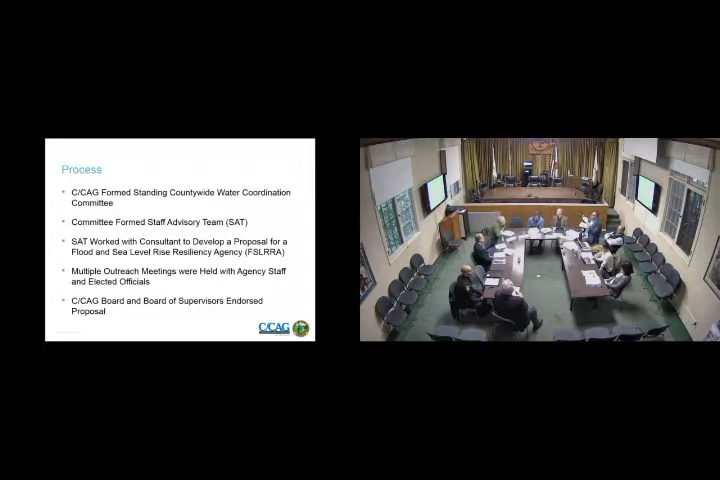 Process
• C/CAG Formed Standing Countywide Water Coordination
Committee
• Committee Formed Staff Advisory Team (SAT)
• SAT Worked with Consultant to Develop a Proposal for a
Flood and Sea Level Rise Resiliency Agency (FSLRRA)
• Multiple Outreach Meetings were Held with Agency Staff
and Elected Officials
• C/CAG Board and Board of Supervisors Endorsed
Proposal
C/CAG